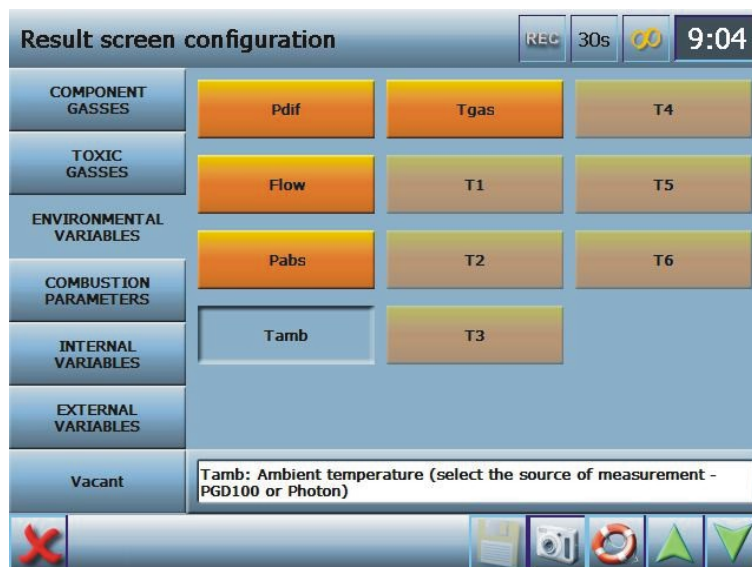 Result screen configuration
REC
30s
9:04
COMPONENT
GASSES
TOXIC
GASSES
ENVIRONMENTAL
VARIABLES
COMBUSTION
PARAMETERS
INTERNAL
VARIABLES
EXTERNAL
VARIABLES
Vacant
Pdif
Tgas
T4
Flow
T1
T5
Pabs
T2
T6
Tamb
T3
Tamb: Ambient temperature (select the source of measurement -
PGD100 or Photon)